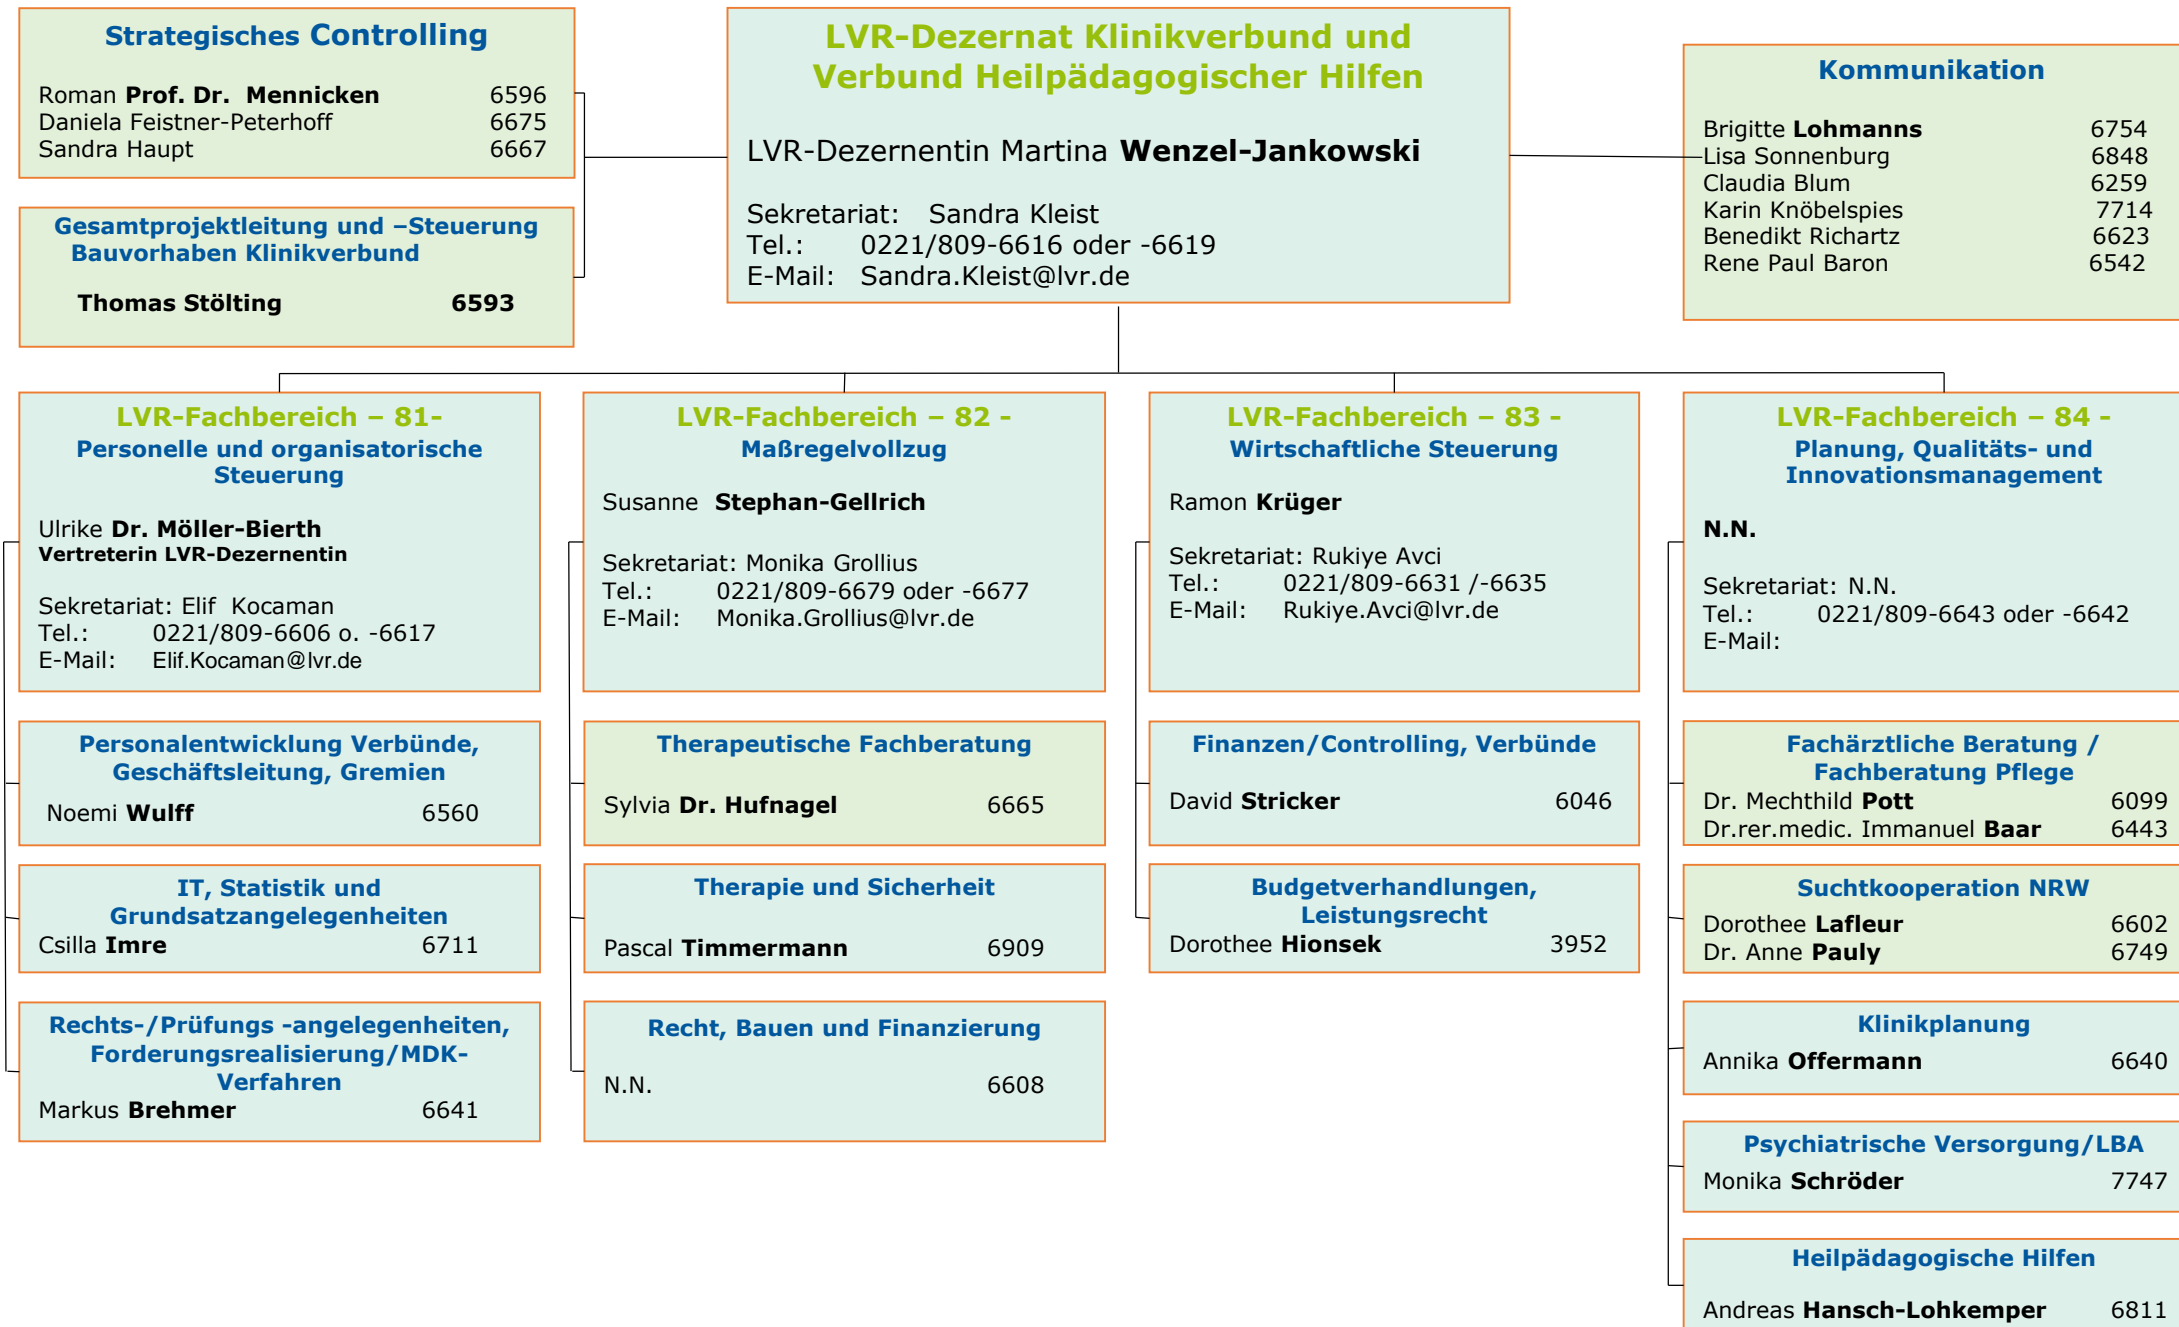 Strategisches Controlling
Roman Prof. Dr. Mennicken 6596
Daniela Feistner-Peterhoff 6675
Sandra Haupt 6667
Gesamtprojektleitung und –Steuerung
Bauvorhaben Klinikverbund
Thomas Stölting 6593
LVR-Dezernat Klinikverbund und
Verbund Heilpädagogischer Hilfen
LVR-Dezernentin Martina Wenzel-Jankowski
Sekretariat: Sandra Kleist
Tel.: 0221/809-6616 oder -6619
E-Mail: Sandra.Kleist@lvr.de
Kommunikation
Brigitte Lohmanns 6754
Lisa Sonnenburg 6848
Claudia Blum 6259
Karin Knöbelspies 7714
Benedikt Richartz 6623
Rene Paul Baron 6542
LVR-Fachbereich – 81-
Personelle und organisatorische
Steuerung
Ulrike Dr. Möller-Bierth
Vertreterin LVR-Dezernentin
Sekretariat: Elif Kocaman
Tel.: 0221/809-6606 o. -6617
E-Mail: Elif.Kocaman@lvr.de
Personalentwicklung Verbünde,
Geschäftsleitung, Gremien
Noemi Wulff 6560
IT, Statistik und
Grundsatzangelegenheiten
Csilla Imre 6711
Rechts-/Prüfungs -angelegenheiten,
Forderungsrealisierung/MDK-
Verfahren
Markus Brehmer 6641
LVR-Fachbereich – 82 -
Maßregelvollzug
Susanne Stephan-Gellrich
Sekretariat: Monika Grollius
Tel.: 0221/809-6679 oder -6677
E-Mail: Monika.Grollius@lvr.de
Therapeutische Fachberatung
Sylvia Dr. Hufnagel 6665
Therapie und Sicherheit
Pascal Timmermann 6909
Recht, Bauen und Finanzierung
N.N. 6608
LVR-Fachbereich – 83 -
Wirtschaftliche Steuerung
Ramon Krüger
Sekretariat: Rukiye Avci
Tel.: 0221/809-6631 /-6635
E-Mail: Rukiye.Avci@lvr.de
Finanzen/Controlling, Verbünde
David Stricker 6046
Budgetverhandlungen,
Leistungsrecht
Dorothee Hionsek 3952
LVR-Fachbereich – 84 -
Planung, Qualitäts- und
Innovationsmanagement
N.N.
Sekretariat: N.N.
Tel.: 0221/809-6643 oder -6642
E-Mail:
Fachärztliche Beratung /
Fachberatung Pflege
Dr. Mechthild Pott 6099
Dr.rer.medic. Immanuel Baar 6443
Suchtkooperation NRW
Dorothee Lafleur 6602
Dr. Anne Pauly 6749
Klinikplanung
Annika Offermann 6640
Psychiatrische Versorgung/LBA
Monika Schröder 7747
Heilpädagogische Hilfen
Andreas Hansch-Lohkemper 6811